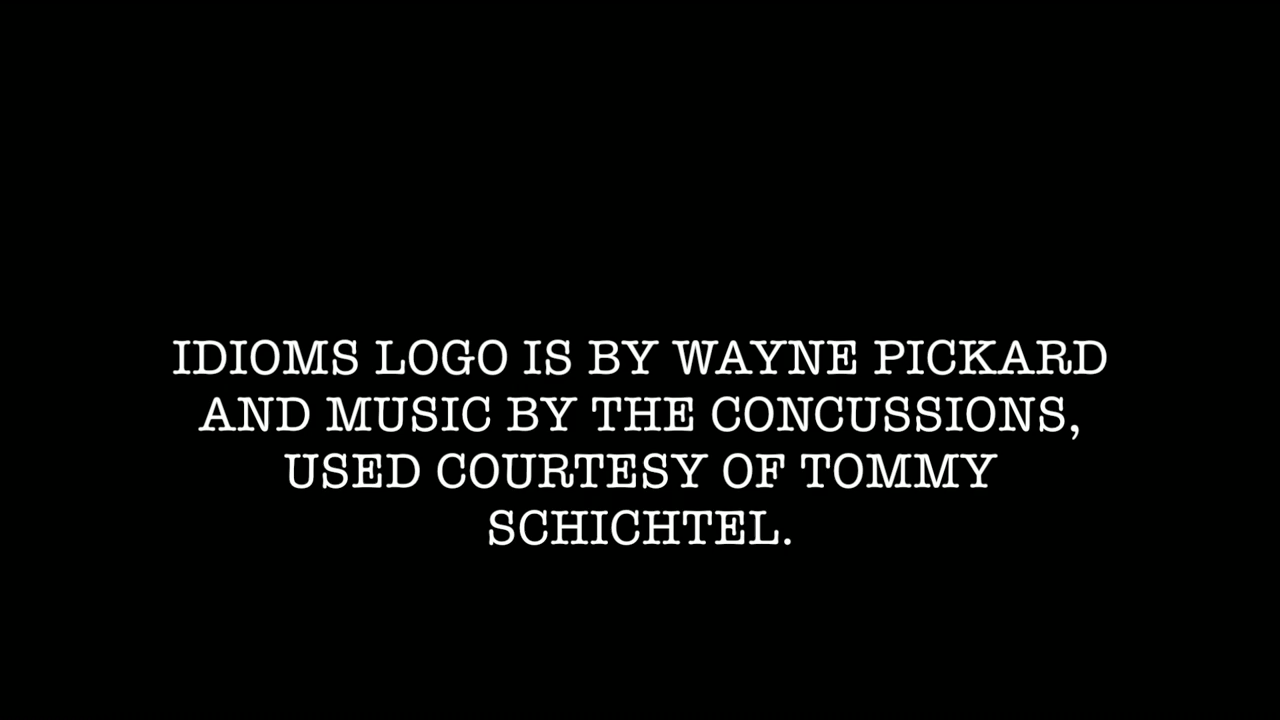 IDIOMS LOGO IS BY WAYNE PICKARD
AND MUSIC BY THE CONCUSSIONS,
USED COURTESY OF TOMMY
SCHICHTEL.